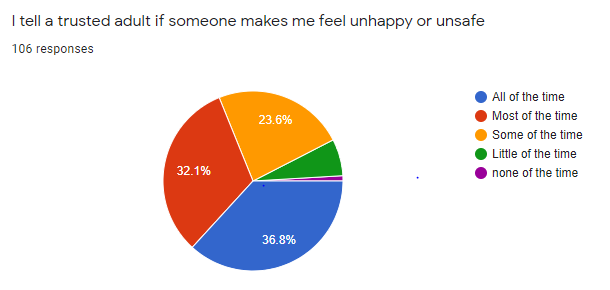 I tell a trusted adult if someone makes me feel unhappy or unsafe
106 responses
23.6%
32.1%
36.8%
All of the time
Most of the time
Some of the time
Little of the time
none of the time